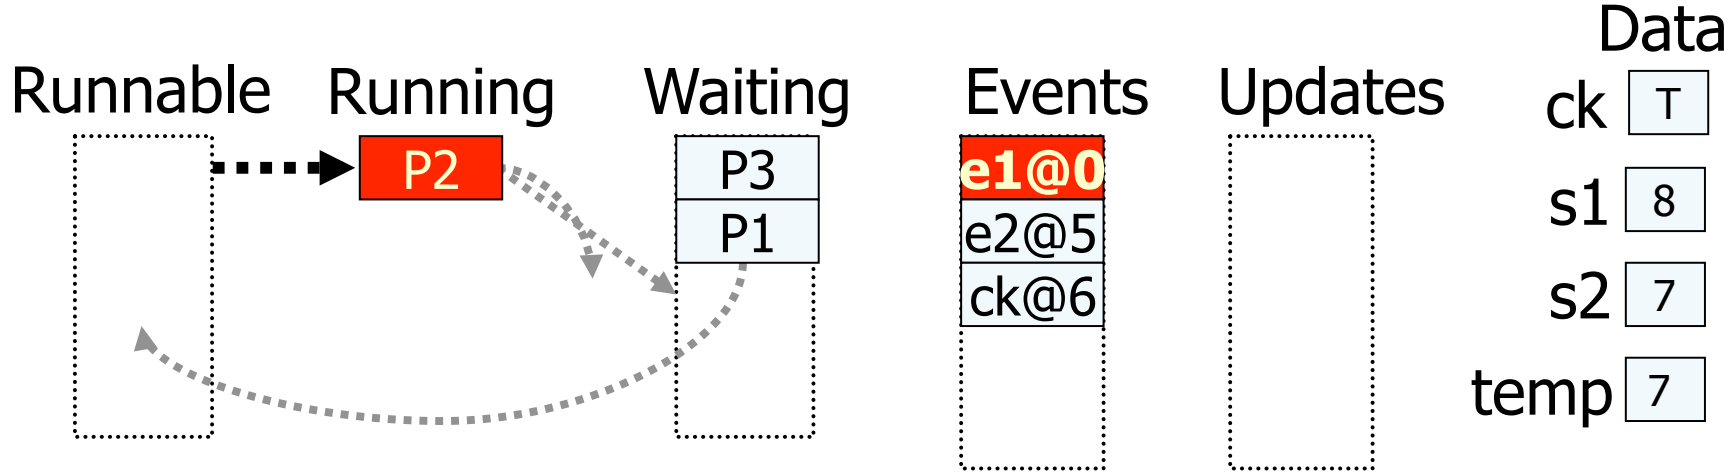 Data
Runnable Running Waiting Events Updates
ck T
P2 P3 e1@0
s1 8
P1 e2@5
s2 7
ck@6
temp 7